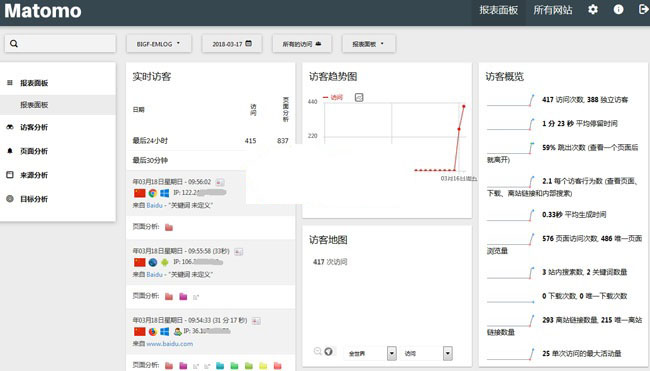 Matomo
报表面板
所有网站
BIGF-EMLOG
2018-03-17
所有的访问
报表面板
报表面板
报表面板
访客分析
页面分析
来源分析
目标分析
实时访客
日期
访问
页面分析
最后24小时 415 837
最后30分钟
年03月18日星期日 - 09:56:02
IP: 122.2
来自 Baidu - "关键词 未定义"
页面分析:
年03月18日星期日 - 09:55:58 (33秒)
IP: 106.
来自 Baidu - "关键词 未定义"
页面分析:
年03月18日星期日 - 09:54:33 (31 分 17 秒)
IP: 36.1
来自
www.baidu.com
页面分析:
访客趋势图
访问
440
220
03月16日周五
访客地图
417 次访问
全世界
访问
访客概览
417 访问次数, 388 独立访客
1 分 23 秒 平均停留时间
59% 跳出次数 (查看一个页面后
就离开)
2.1 每个访客行为数 (查看页面、
下载、离站链接和内部搜索)
0.33秒 平均生成时间
576 页面访问次数, 486 唯一页面
浏览量
3 站内搜索数, 2 关键词数量
0 下载次数, 0 唯一下载次数
293 离站链接数量, 215 唯一离站
链接数量
25 单次访问的最大活动量